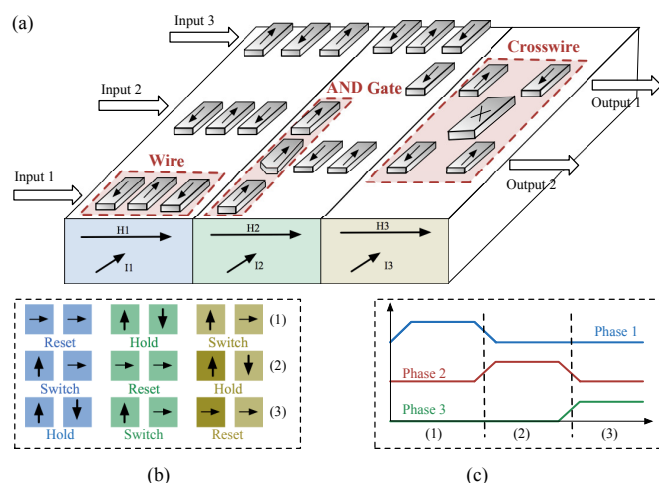 (a)
Input 3
Crosswire
Input 2
AND Gate
Output 1
Input 1
Wire
Output 2
H1
H2
H3
I1
I2
I3
(1)
Reset
Hold
Switch
(2)
Switch
Reset
Hold
(3)
Hold
Switch
Reset
Phase 1
Phase 2
Phase 3
(1)
(2)
(3)
(b)
(c)